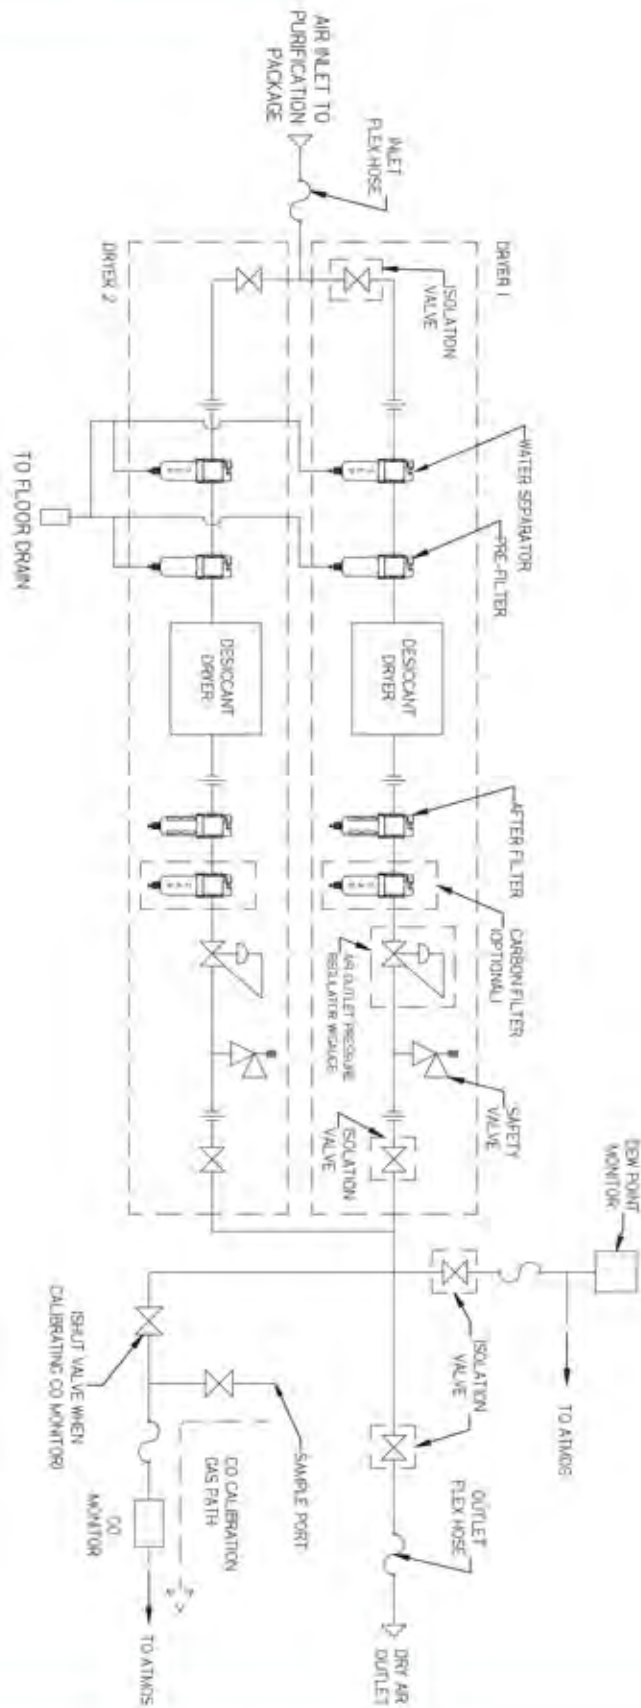 AIR INLET TO
PURIFICATION
PACKAGE
INLET
FLEX HOSE
DRYER 1
ISOLATION
VALVE
DRYER 2
WATER SEPARATOR
PRE-FILTER
TO FLOOR DRAIN
DESICCANT
DRYER
DESICCANT
DRYER
AFTER FILTER
CARBON FILTER
(OPTIONAL)
AIR OUTLET PRESSURE
REGULATOR W/GAUGE
SAFETY
VALVE
ISOLATION
VALVE
DEW POINT
MONITOR
TO ATMOS
ISOLATION
VALVE
(SHUT VALVE WHEN
CALIBRATING CO MONITOR)
SAMPLE PORT
CO CALIBRATION
GAS PATH
CO
MONITOR
TO ATMOS
OUTLET
FLEX HOSE
DRY AIR
OUTLET